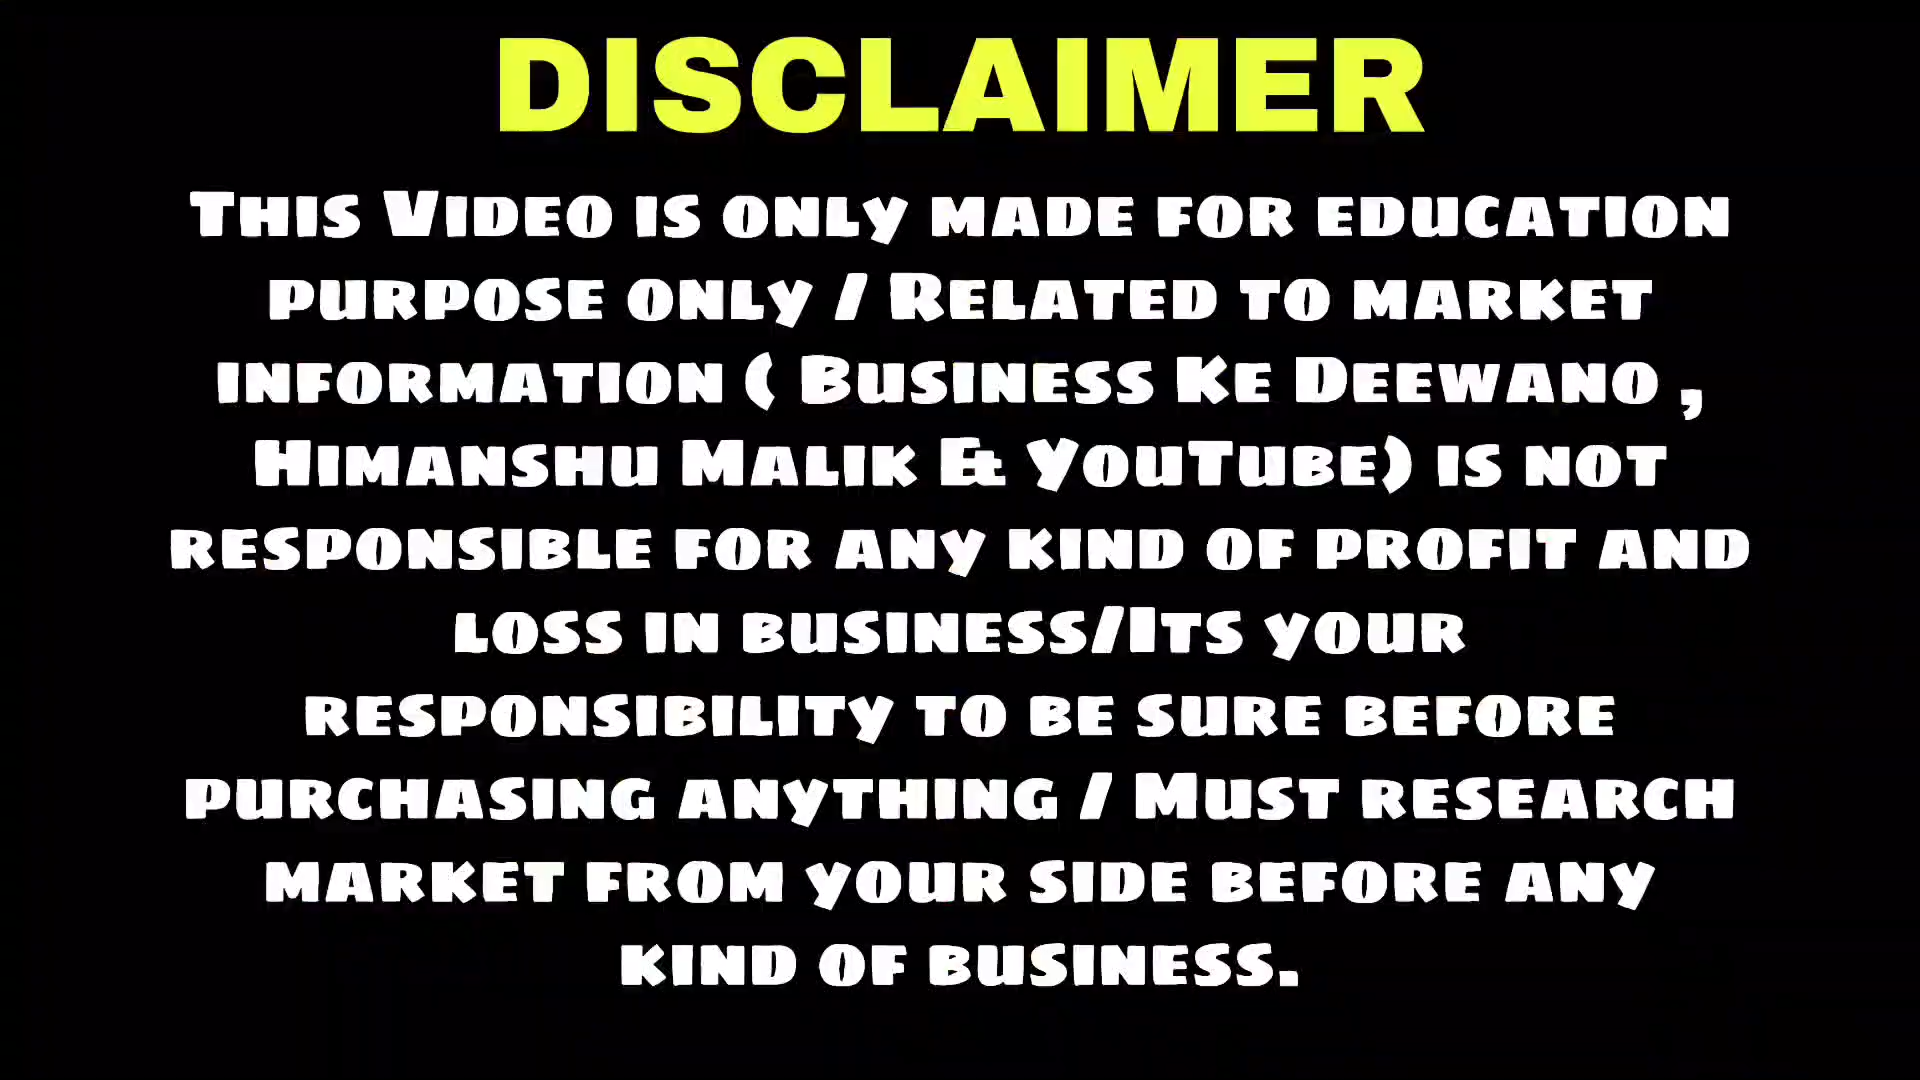 DISCLAIMER
This Video is only made for education
purpose only / Related to market
information ( Business Ke Deewano ,
Himanshu Malik & YouTube) is not
responsible for any kind of profit and
loss in business/Its your
responsibility to be sure before
purchasing anything / Must research
market from your side before any
kind of business.